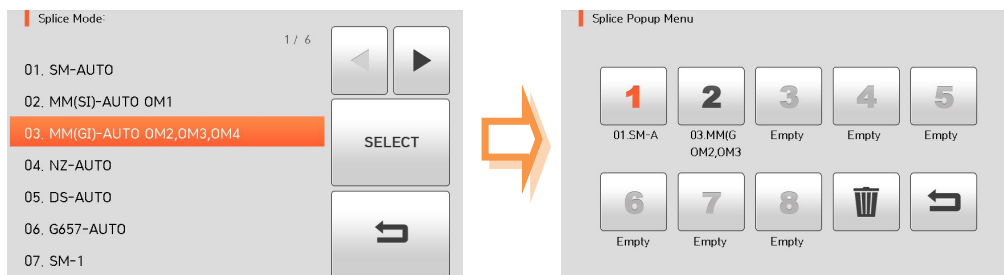 Splice Mode:
1 / 6
01. SM-AUTO
02. MM(SI)-AUTO OM1
03. MM(GI)-AUTO OM2,OM3,OM4
04. NZ-AUTO
05. DS-AUTO
06. G657-AUTO
07. SM-1
SELECT
Splice Popup Menu
1 2 3 4 5
01.SM-A 03.MM(G Empty Empty Empty
OM2,OM3
6 7 8
Empty Empty Empty